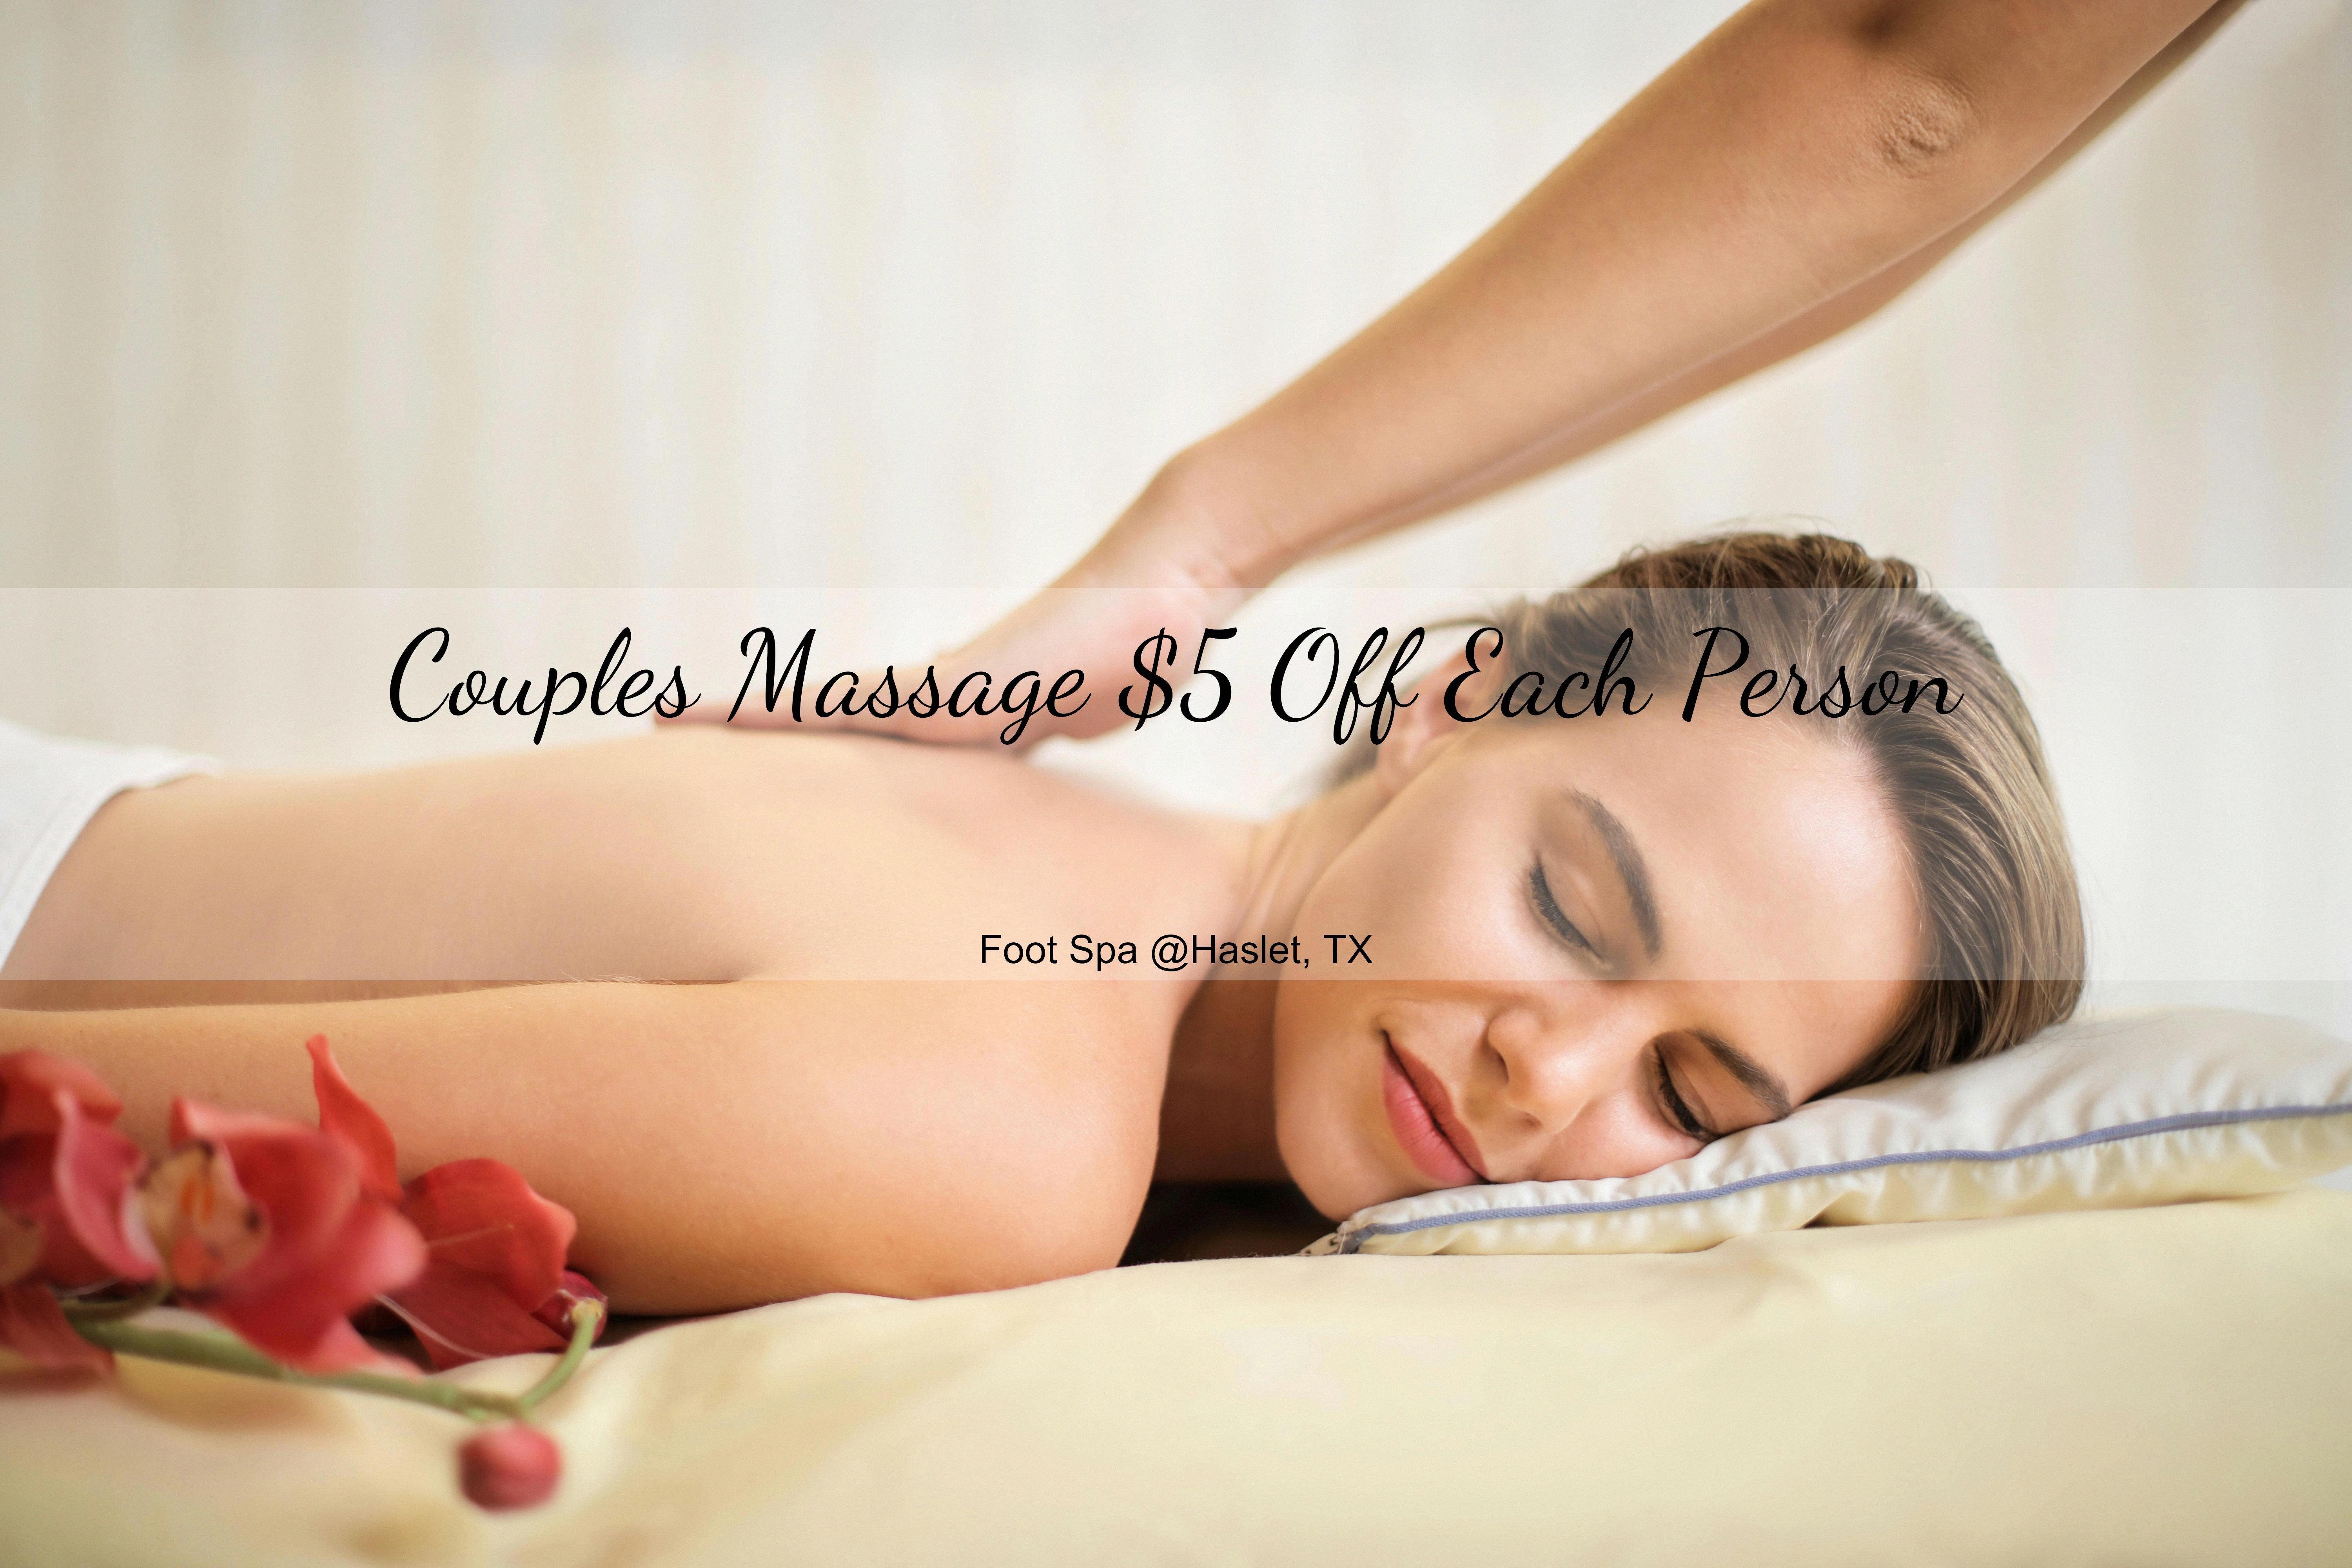 Couples Massage $5 Off Each Person
Foot Spa @Haslet, TX